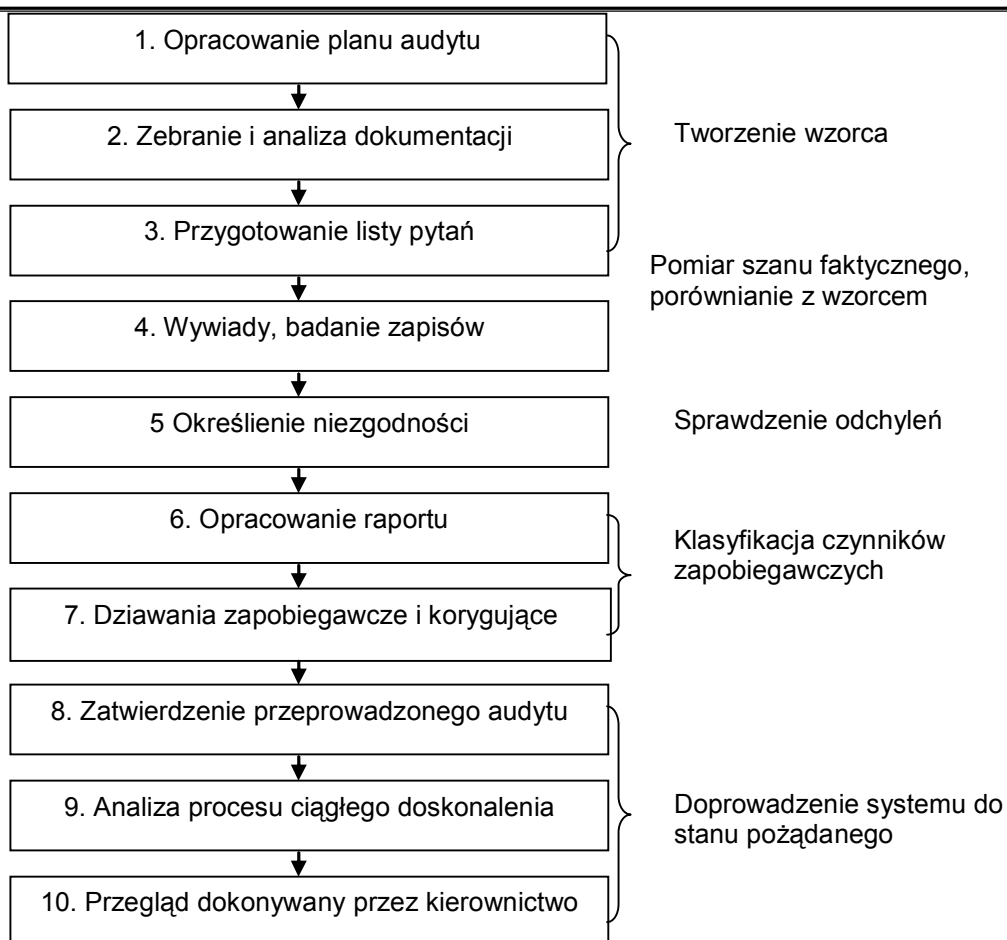 1. Opracowanie planu audytu
2. Zebranie i analiza dokumentacji
Tworzenie wzorca
3. Przygotowanie listy pytań
Pomiar szanu faktycznego,
porównianie z wzorcem
4. Wywiady, badanie zapisów
5 Określienie niezgodności
Sprawdzenie odchyleń
6. Opracowanie raportu
Klasyfikacja czynników
zapobiegawczych
7. Dziawania zapobiegawcze i korygujące
8. Zatwierdzenie przeprowadzonego audytu
9. Analiza procesu ciągłego doskonalenia
Doprowadzenie systemu do
stanu pożądanego
10. Przegląd dokonywany przez kierownictwo